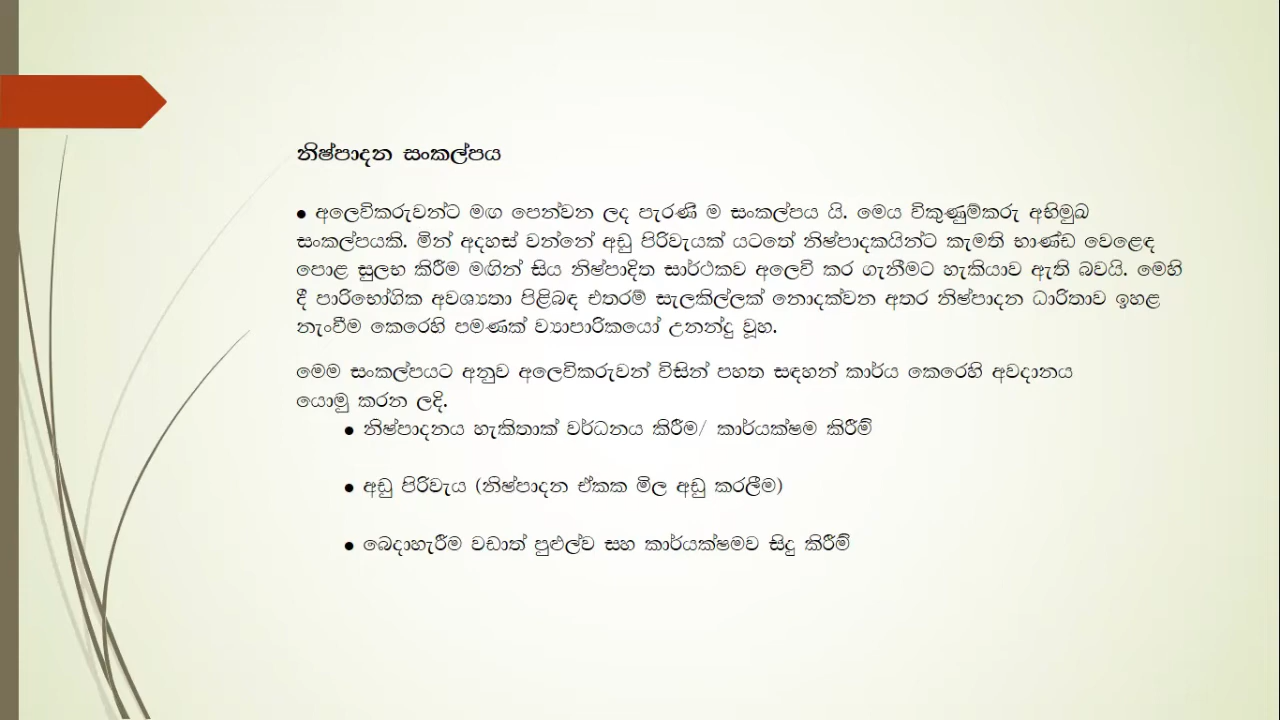 නිෂ්පාදන සංකල්පය
• අලෙවිකරුවන්ට මඟ පෙන්වන ලද පැරණි ම සංකල්පය යි. මෙය විකුණුම්කරු අභිමුඛ
සංකල්පයකි. මින් අදහස් වන්නේ අඩු පිරිවැයක් යටතේ නිෂ්පාදකයින්ට කැමති භාණ්ඩ වෙළෙඳ
පොළ සුලභ කිරීම මඟින් සිය නිෂ්පාදිත සාර්ථකව අලෙවි කර ගැනීමට හැකියාව ඇති බවයි. මෙහි
දී පාරිභෝගික අවශ්‍යතා පිළිබඳ එතරම් සැලකිල්ලක් නොදක්වන අතර නිෂ්පාදන ධාරිතාව ඉහළ
නැංවීම කෙරෙහි පමණක් ව්‍යාපාරිකයෝ උනන්දු වූහ.
මෙම සංකල්පයට අනුව අලෙවිකරුවන් විසින් පහත සඳහන් කාර්ය කෙරෙහි අවදානය
යොමු කරන ලදි.
• නිෂ්පාදනය හැකිතාක් වර්ධනය කිරීම/ කාර්යක්ෂම කිරීම්
• අඩු පිරිවැය (නිෂ්පාදන ඒකක මිල අඩු කරලීම)
• බෙදාහැරීම වඩාත් පුළුල්ව සහ කාර්යක්ෂමව සිදු කිරීම්